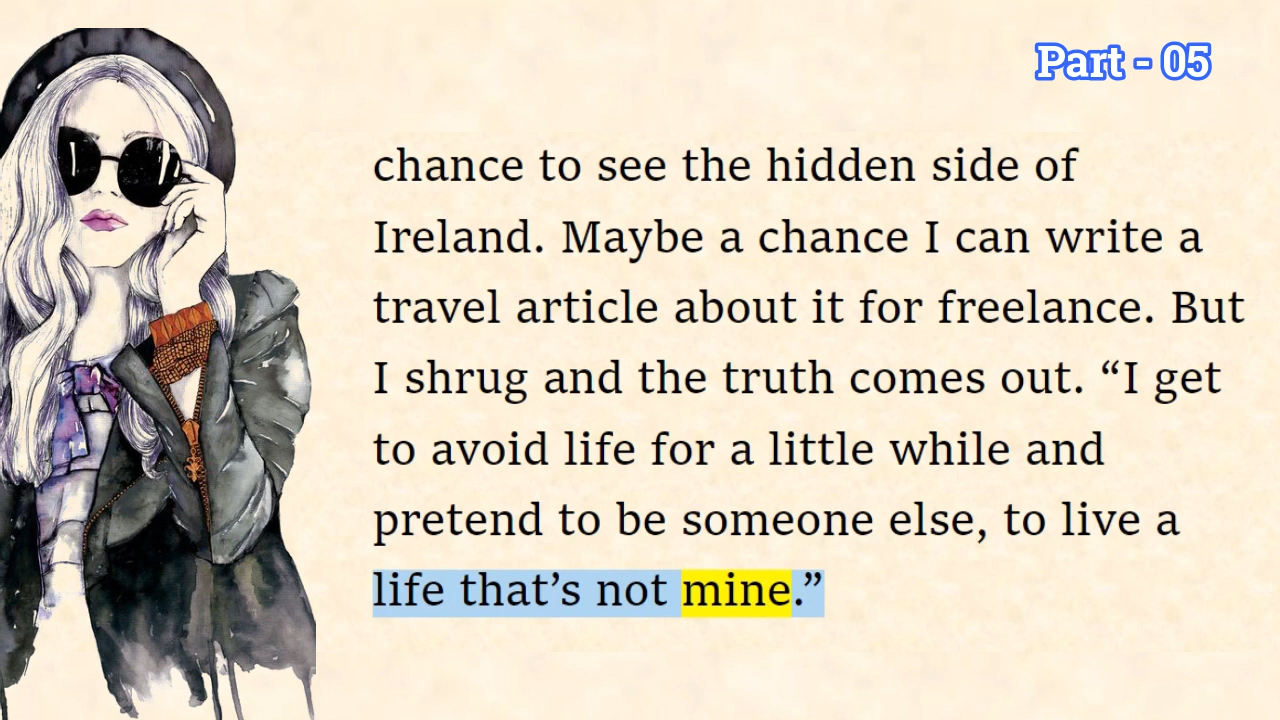 Part - 05
chance to see the hidden side of
Ireland. Maybe a chance I can write a
travel article about it for freelance. But
I shrug and the truth comes out. “I get
to avoid life for a little while and
pretend to be someone else, to live a
life that’s not mine.”